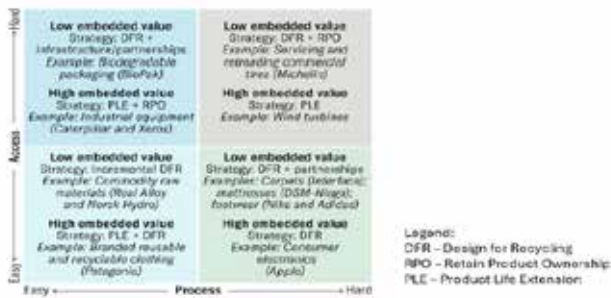 Hard
Low embedded value
Strategy: DFR +
infrastructure/partnerships
Example: Biodegradable
packaging (BioPak)
High embedded value
Strategy: PLE + RPO
Example: Industrial equipment
(Caterpillar and Xerox)
Low embedded value
Strategy: DFR + RPO
Example: Servicing and
retreading commercial
tires (Michelin)
High embedded value
Strategy: PLE
Example: Wind turbines
Access
Low embedded value
Strategy: Incremental DFR
Example: Commodity raw
materials (Real Alloy
and Norsk Hydro)
High embedded value
Strategy: PLE + DFR
Example: Branded reusable
and recyclable clothing
(Patagonia)
Low embedded value
Strategy: DFR + partnerships
Examples: Carpets (Interface);
mattresses (DSM-Niaga);
footwear (Nike and Adidas)
High embedded value
Strategy: DFR
Example: Consumer
electronics
(Apple)
Easy
Easy Process Hard
Legend:
DFR – Design for Recycling
RPO – Retain Product Ownership
PLE – Product Life Extension